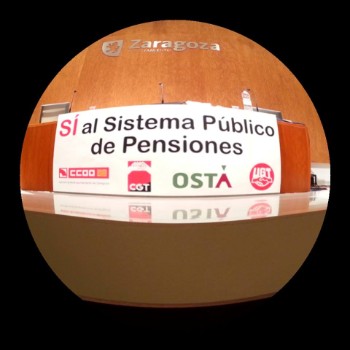 Zaragoza
SÍ al Sistema Público
de Pensiones
CCOO
CGT
OSTA
UGT